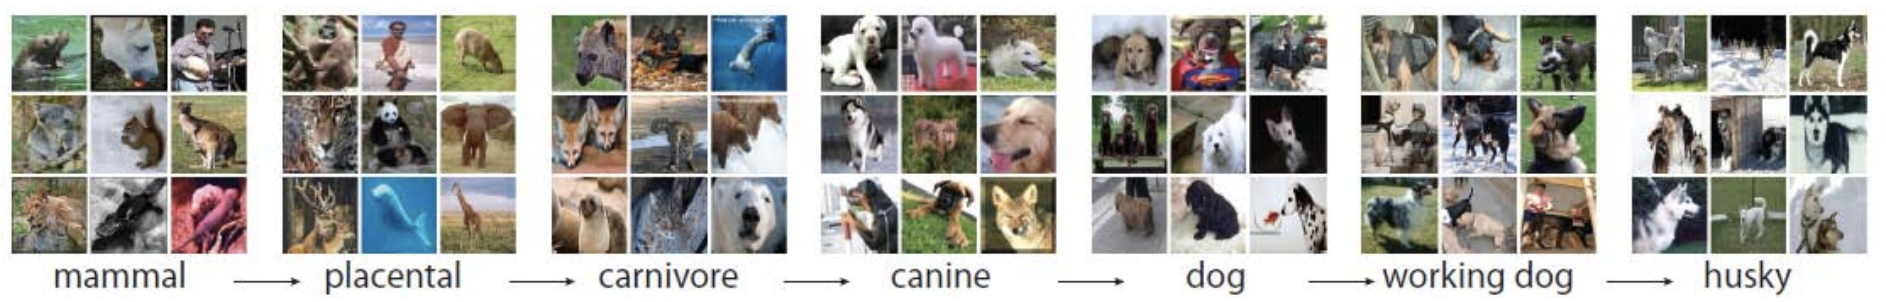 mammal → placental → carnivore → canine → dog → working dog → husky